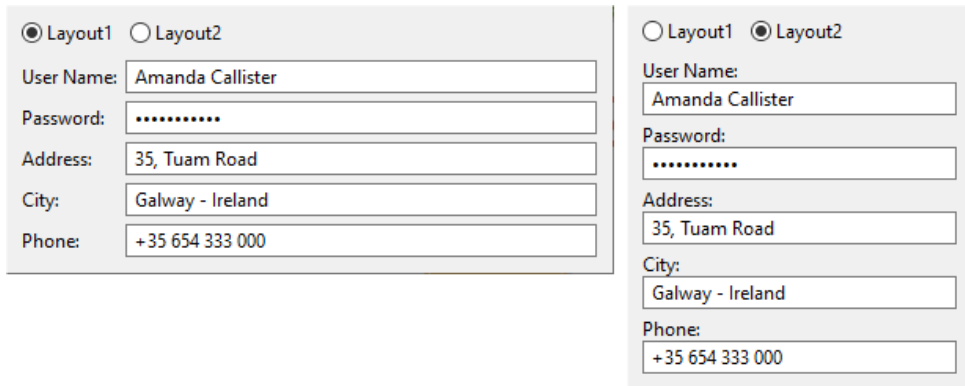 Layout1 Layout2
User Name: Amanda Callister
Password: •••••••••••
Address: 35, Tuam Road
City: Galway - Ireland
Phone: +35 654 333 000
Layout1 Layout2
User Name:
Amanda Callister
Password:
•••••••••••
Address:
35, Tuam Road
City:
Galway - Ireland
Phone:
+35 654 333 000